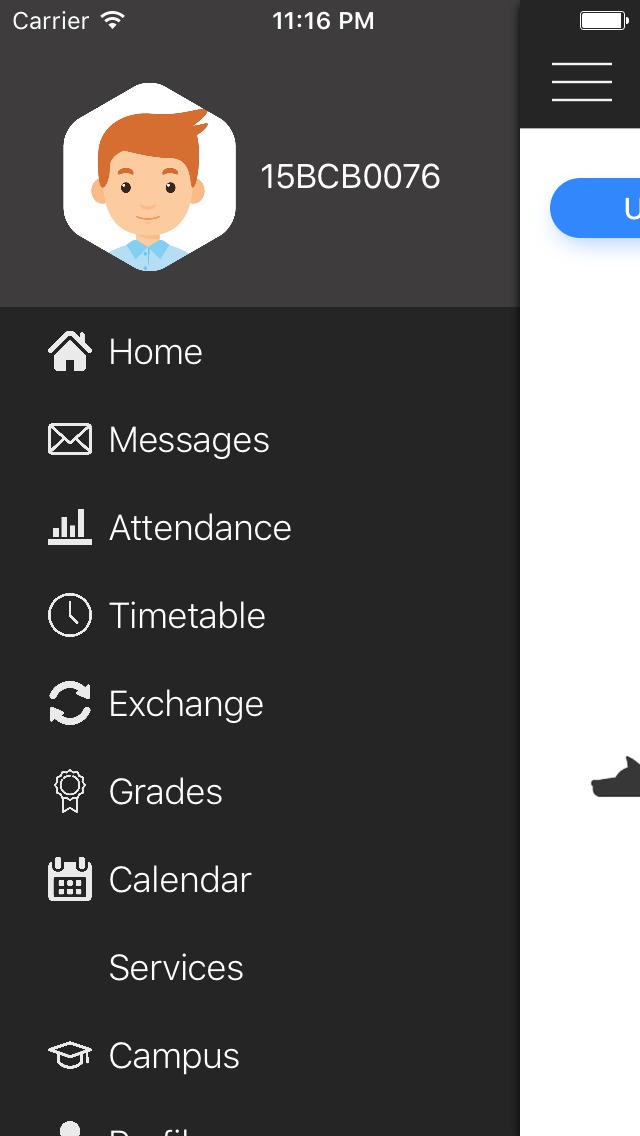 Carrier 11:16 PM
15BCB0076
U
Home
Messages
Attendance
Timetable
Exchange
Grades
Calendar
Services
Campus